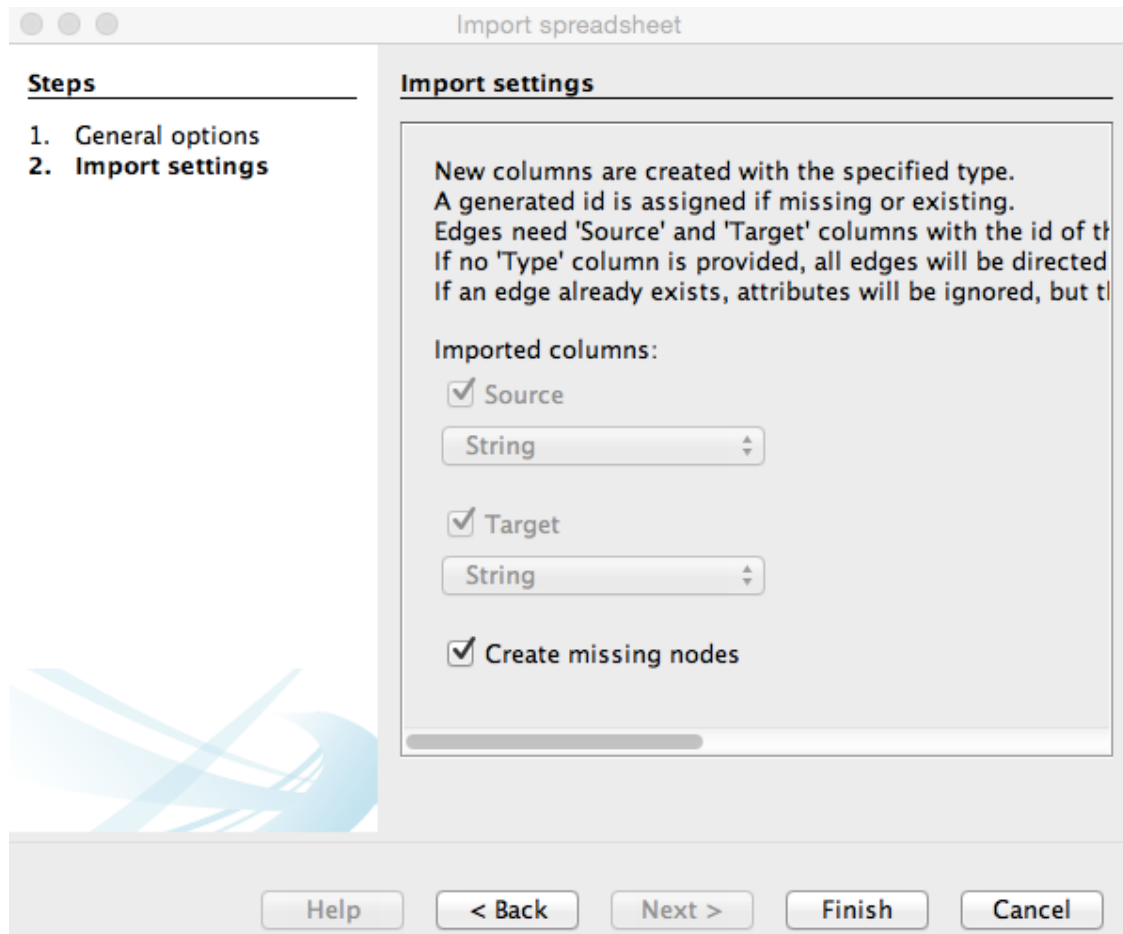 Import spreadsheet
Steps
1. General options
2. Import settings
Import settings
New columns are created with the specified type.
A generated id is assigned if missing or existing.
Edges need 'Source' and 'Target' columns with the id of
If no 'Type' column is provided, all edges will be directed
If an edge already exists, attributes will be ignored, but
Imported columns:
Source
String
Target
String
Create missing nodes
Help
< Back
Next >
Finish
Cancel